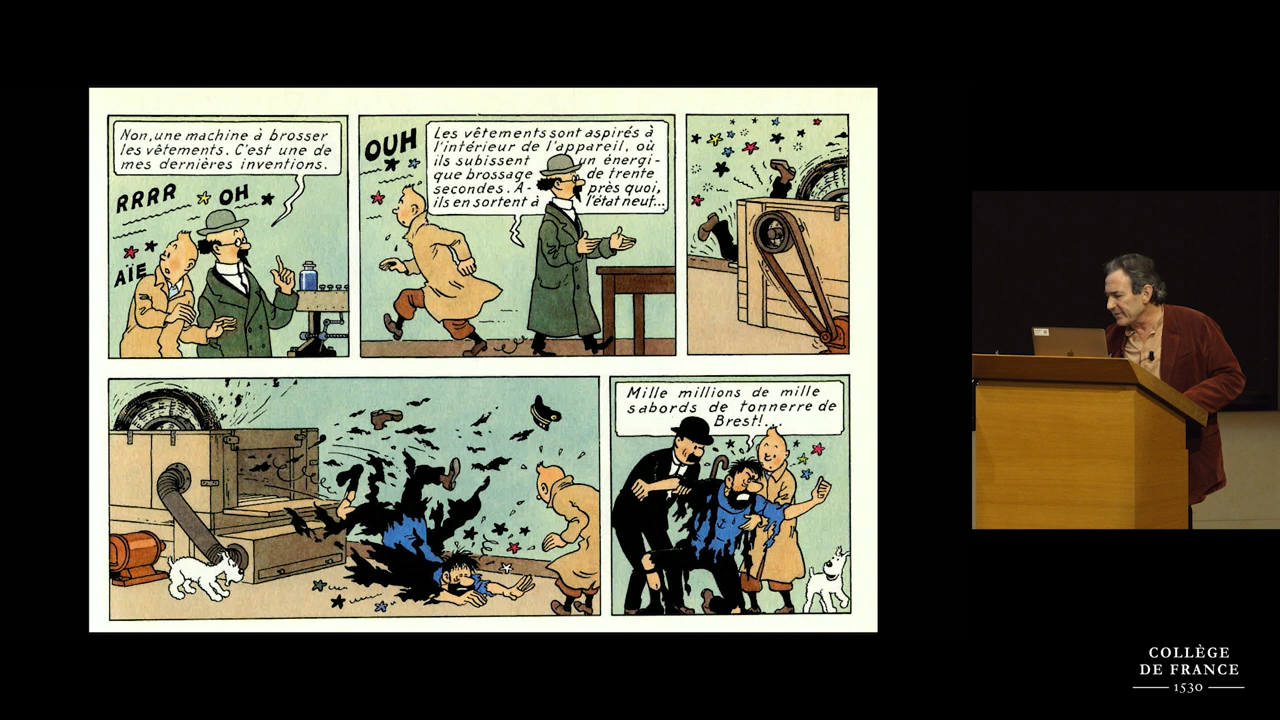 Non, une machine à brosser
les vêtements. C'est une de
mes dernières inventions.
RRRR
OH
AÏE
OUH
Les vêtements sont aspirés à
l'intérieur de l'appareil, où
ils subissent un énergi-
que brossage de trente
secondes. A- près quoi,
ils en sortent à l'état neuf...
Mille millions de mille
sabords de tonnerre de
Brest!...
COLLÈGE
DE FRANCE
1530